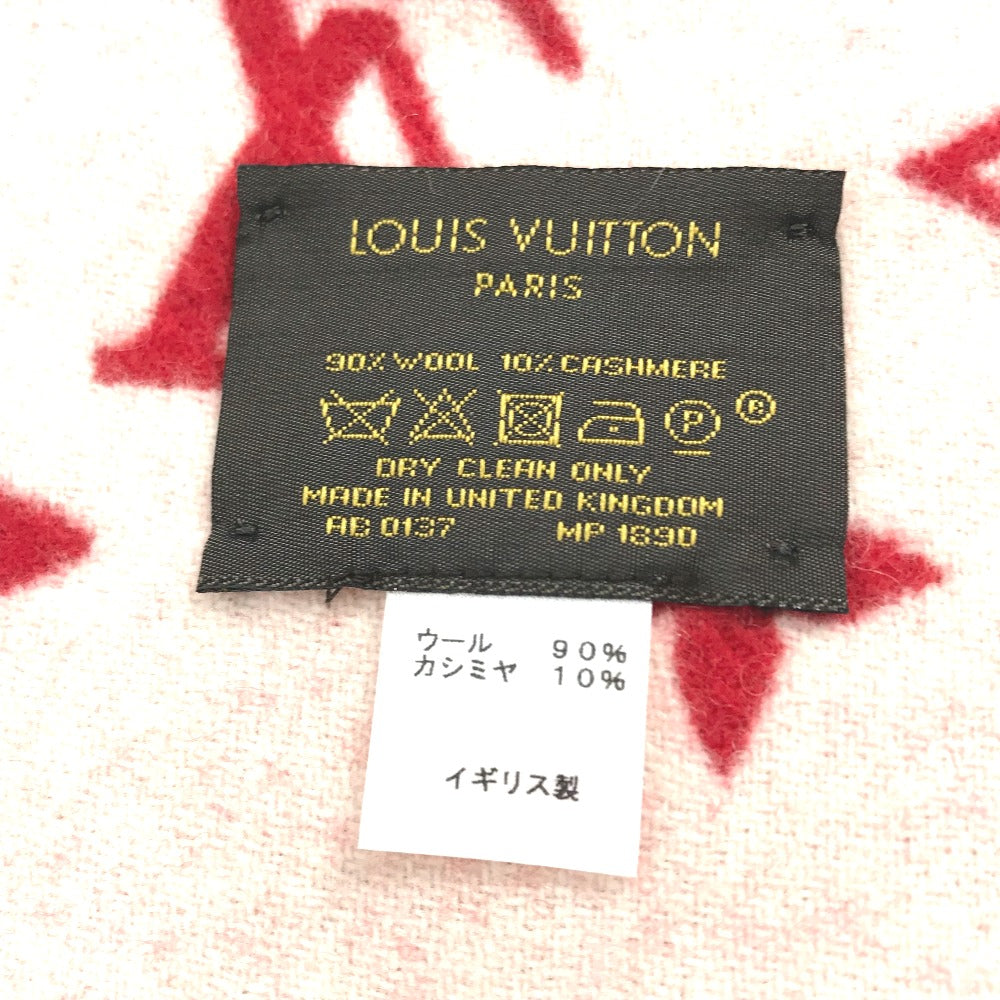 LOUIS VUITTON
PARIS
90% WOOL 10% CASHMERE
P R
DRY CLEAN ONLY
MADE IN UNITED KINGDOM
AB 0137 MP 1890
ウール 90%
カシミヤ 10%
イギリス製